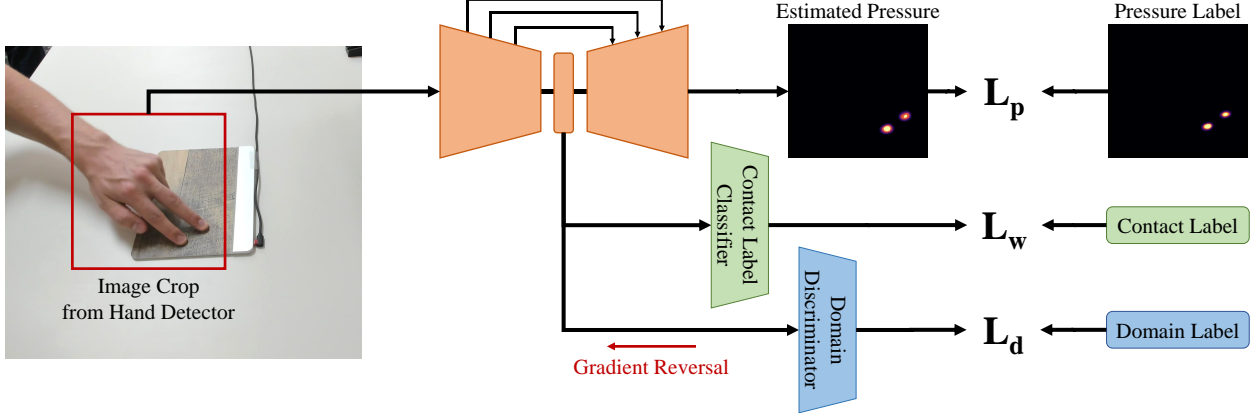 Estimated Pressure
Pressure Label
Lp
Image Crop
from Hand Detector
Contact Label
Classifier
Lw
Contact Label
Domain
Discriminator
Ld
Domain Label
Gradient Reversal